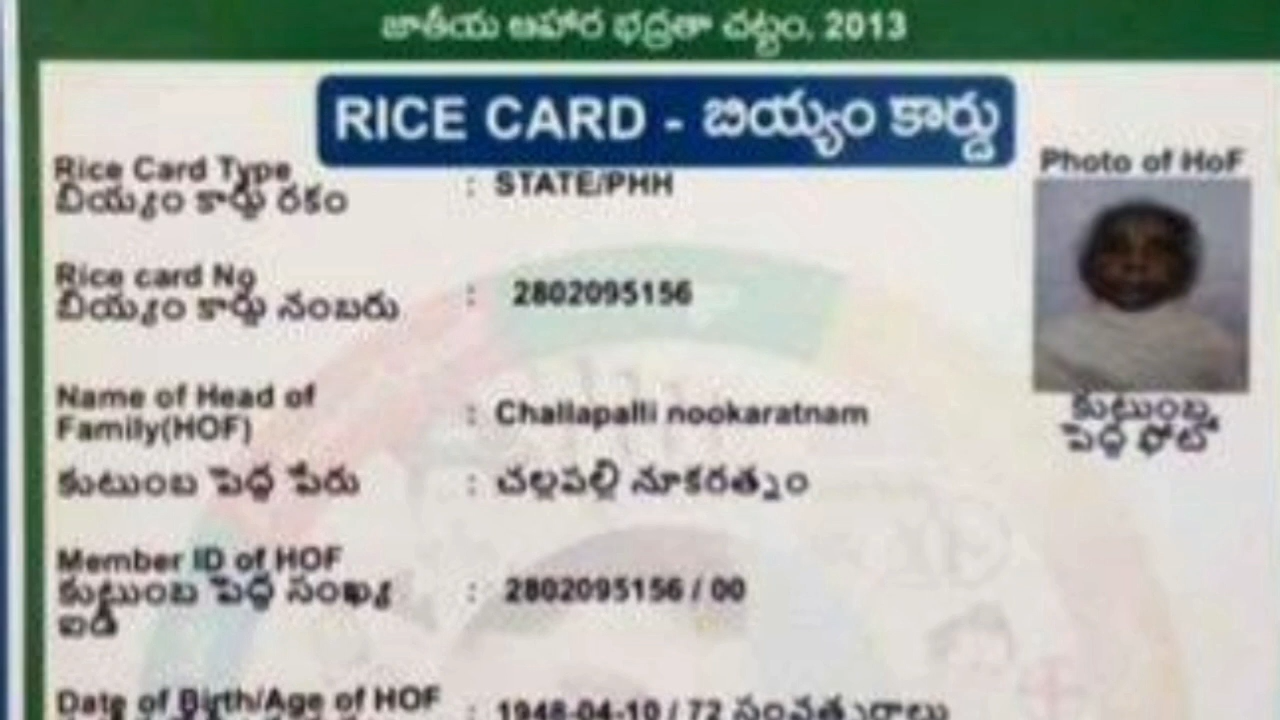 జాతీయ ఆహార భద్రతా చట్టం, 2013
RICE CARD - బియ్యం కార్డు
Photo of HoF
Rice Card Type : STATE/PHH
బియ్యం కార్డు రకం
Rice card No : 2802095156
బియ్యం కార్డు నంబరు
Name of Head of : Challapalli nookaratnam
Family(HOF)
కుటుంబ
పెద్ద ఫోటో
కుటుంబ పెద్ద పేరు : చల్లపల్లి నూకరత్నం
Member ID of HOF
కుటుంబ పెద్ద సంఖ్య : 2802095156 / 00
ఐడి
Date of Birth/Age of HOF : 1948-04-10 / 72 సంవత్సరాలు